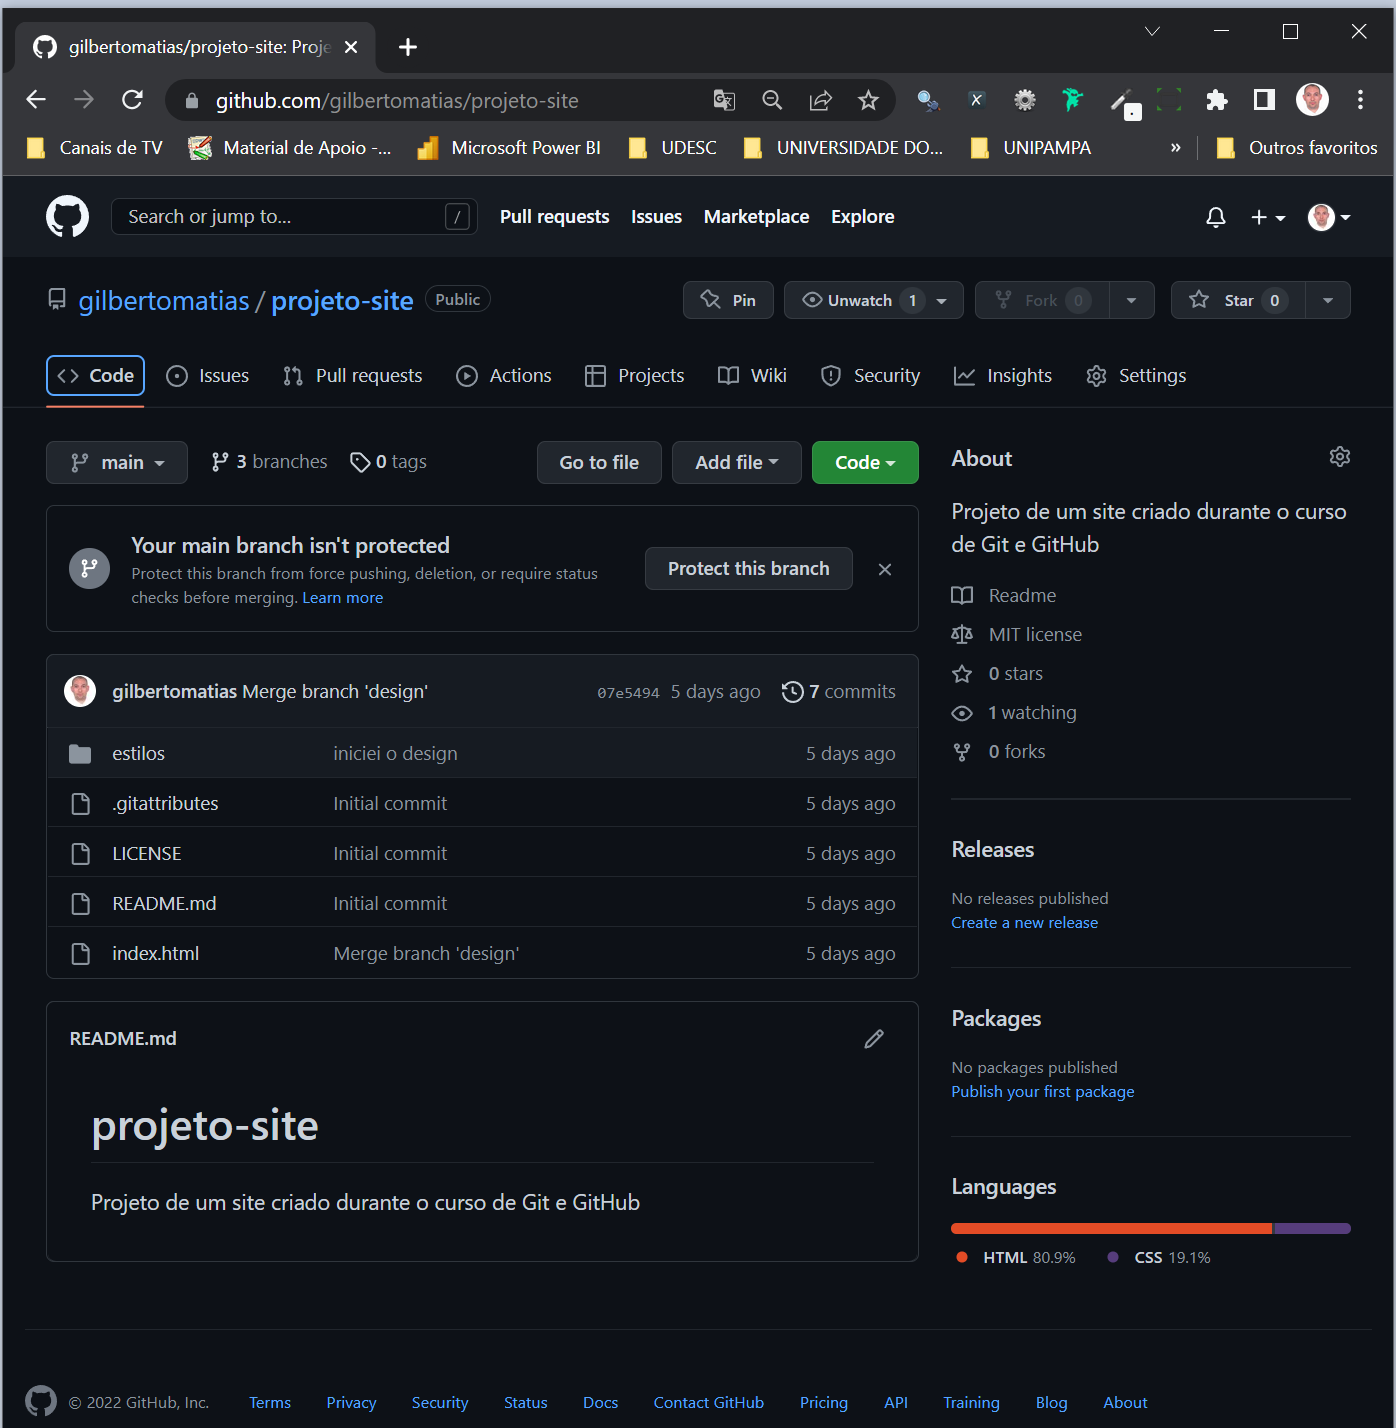 gilbertomatias/projeto-site: Proje
github.com/gilbertomatias/projeto-site
Canais de TV Material de Apoio -... Microsoft Power BI UDESC UNIVERSIDADE DO... UNIPAMPA » Outros favoritos
Search or jump to... / Pull requests Issues Marketplace Explore
gilbertomatias / projeto-site Public Pin Unwatch 1 Fork 0 Star 0
Code Issues Pull requests Actions Projects Wiki Security Insights Settings
main 3 branches 0 tags Go to file Add file Code
Your main branch isn't protected
Protect this branch from force pushing, deletion, or require status
checks before merging. Learn more
Protect this branch
gilbertomatias Merge branch 'design' 07e5494 5 days ago 7 commits
estilos iniciei o design 5 days ago
.gitattributes Initial commit 5 days ago
LICENSE Initial commit 5 days ago
README.md Initial commit 5 days ago
index.html Merge branch 'design' 5 days ago
README.md
projeto-site
Projeto de um site criado durante o curso de Git e GitHub
About
Projeto de um site criado durante o curso
de Git e GitHub
Readme
MIT license
0 stars
1 watching
0 forks
Releases
No releases published
Create a new release
Packages
No packages published
Publish your first package
Languages
HTML 80.9% CSS 19.1%
© 2022 GitHub, Inc. Terms Privacy Security Status Docs Contact GitHub Pricing API Training Blog About